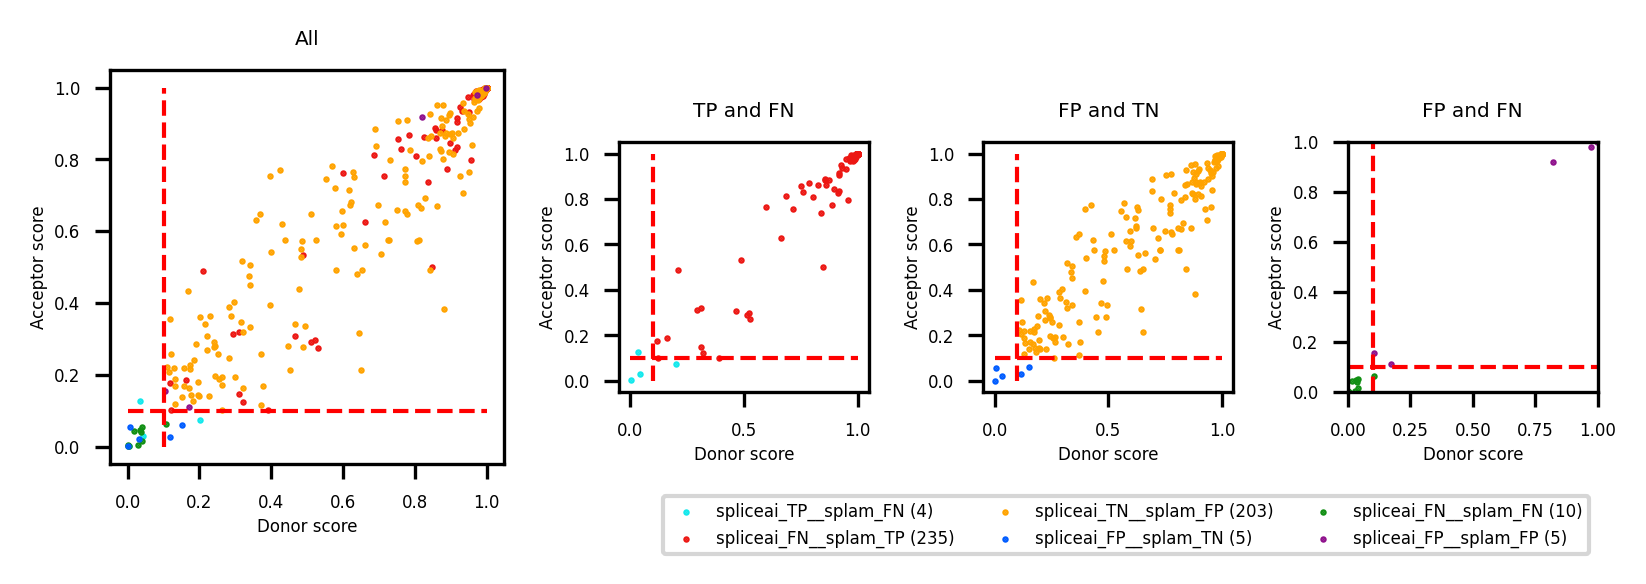 All
1.0
0.8
0.6
0.4
0.2
0.0
Acceptor score
0.0 0.2 0.4 0.6 0.8 1.0
Donor score
TP and FN
1.0
0.8
0.6
0.4
0.2
0.0
Acceptor score
0.0 0.5 1.0
Donor score
FP and TN
1.0
0.8
0.6
0.4
0.2
0.0
Acceptor score
0.0 0.5 1.0
Donor score
FP and FN
1.0
0.8
0.6
0.4
0.2
0.0
Acceptor score
0.00 0.25 0.50 0.75 1.00
Donor score
spliceai_TP__splam_FN (4)
spliceai_FN__splam_TP (235)
spliceai_TN__splam_FP (203)
spliceai_FP__splam_TN (5)
spliceai_FN__splam_FN (10)
spliceai_FP__splam_FP (5)